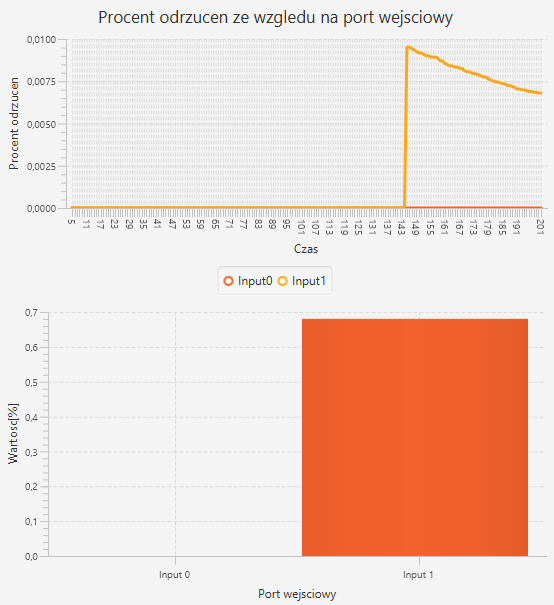 Procent odrzucen ze wzgledu na port wejsciowy
0,0100
0,0075
0,0050
0,0025
0,0000
Procent odrzucen
5 11 17 23 29 35 41 47 53 59 65 71 77 83 89 95 101 107 113 119 125 131 137 143 149 155 161 167 173 179 185 191 201
Czas
Input0 Input1
0,7
0,6
0,5
0,4
0,3
0,2
0,1
0,0
Wartosc[%]
Input 0 Input 1
Port wejsciowy